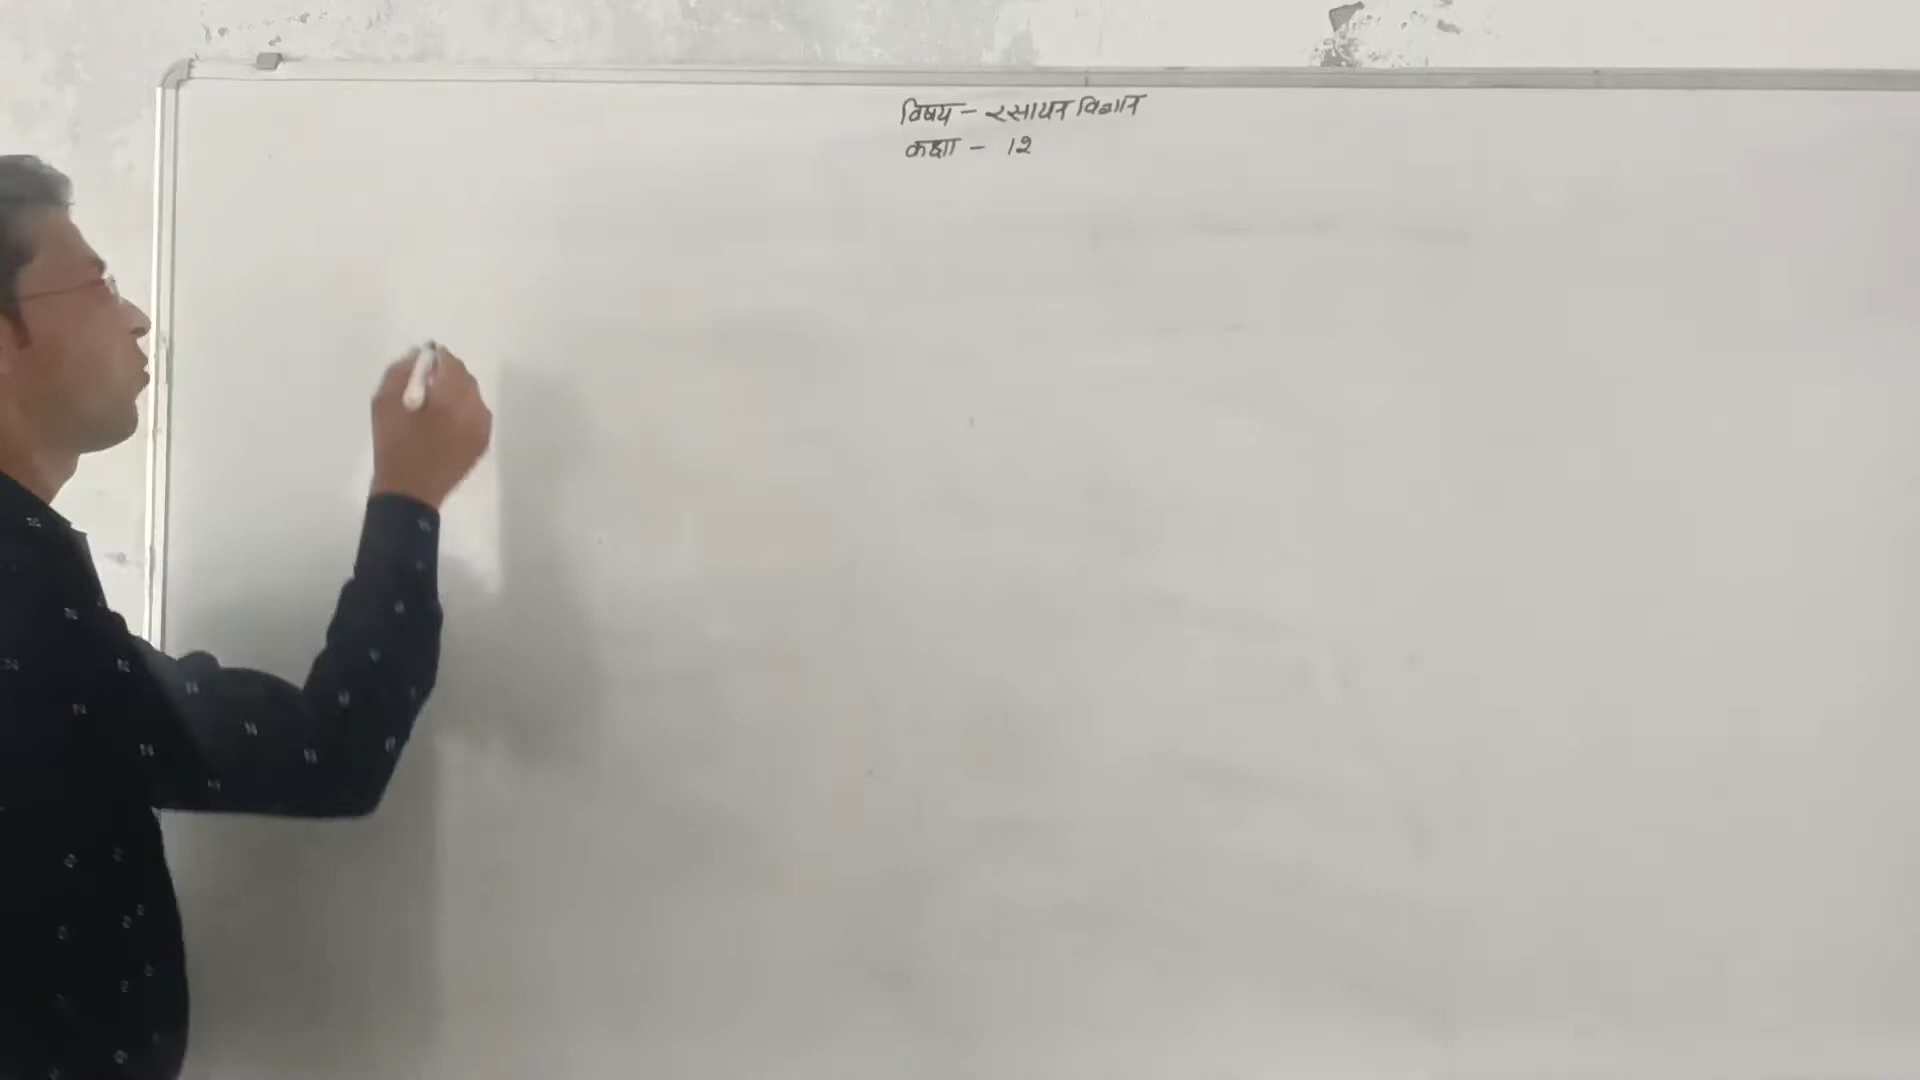 विषय - रसायन विज्ञान
कक्षा - 12